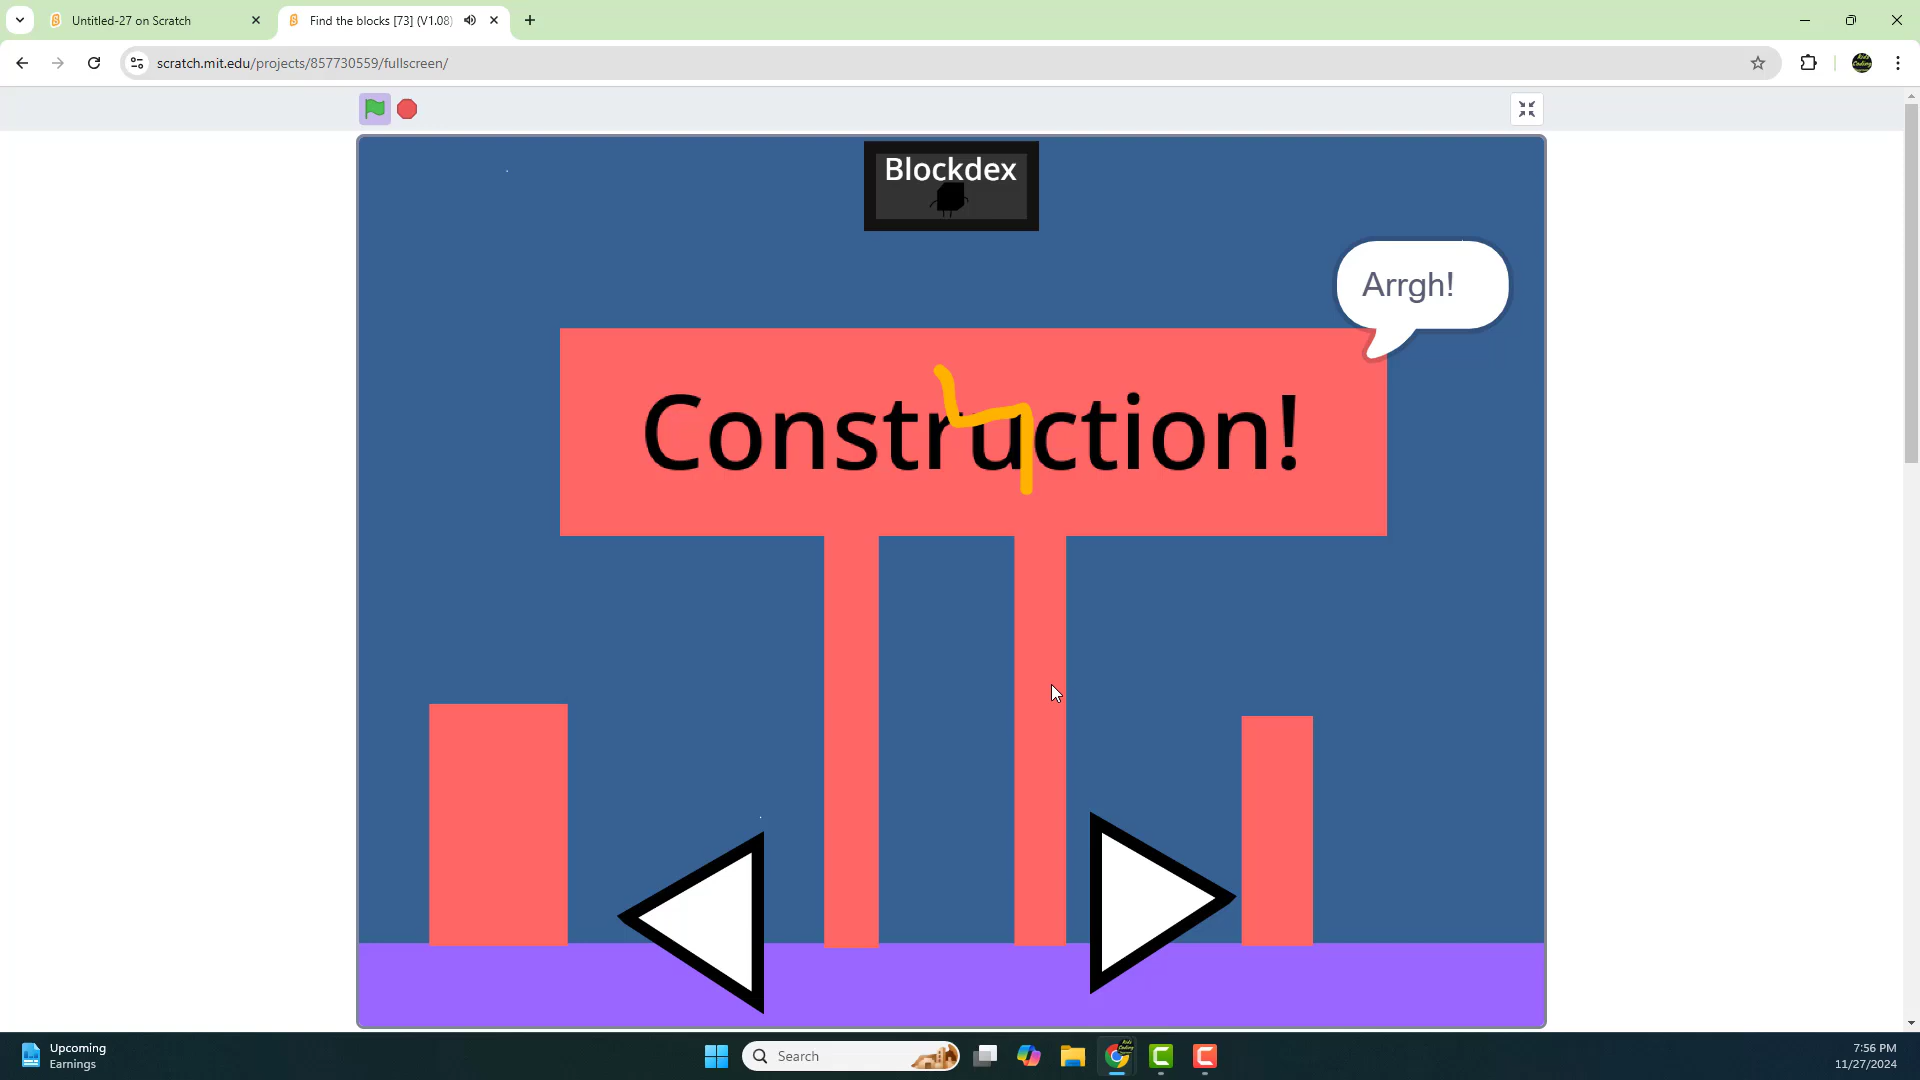 Untitled-27 on Scratch
Find the blocks [73] (V1.08)
scratch.mit.edu/projects/857730559/fullscreen/
Blockdex
Arrgh!
Construction!
Upcoming
Earnings
Search
7:56 PM
11/27/2024